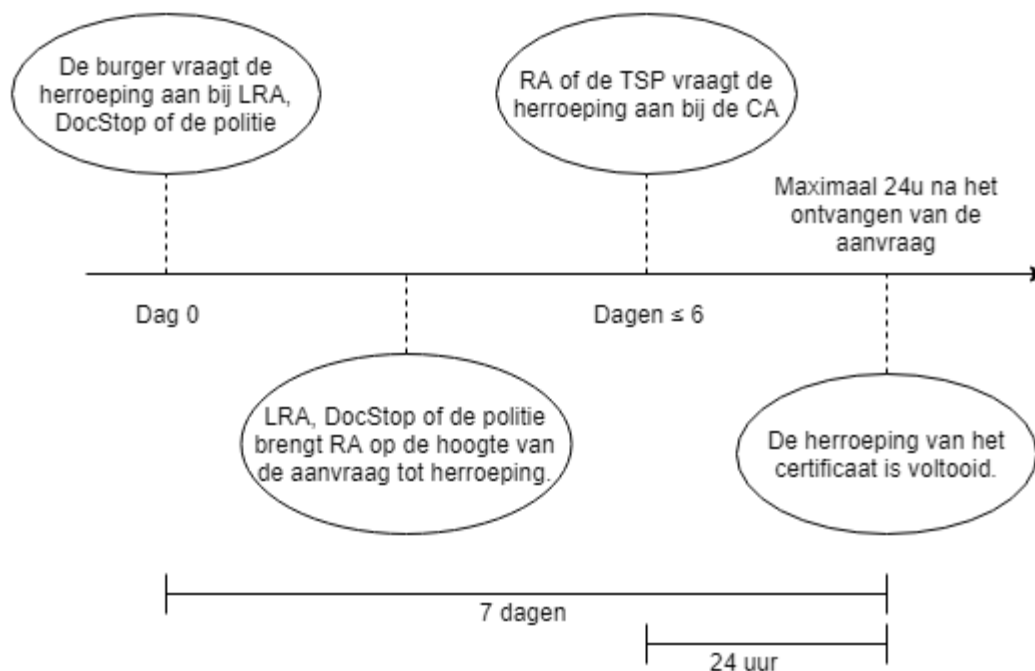 De burger vraagt de
herroeping aan bij LRA,
DocStop of de politie
RA of de TSP vraagt de
herroeping aan bij de CA
Maximaal 24u na het
ontvangen van de
aanvraag
Dag 0
Dagen ≤ 6
LRA, DocStop of de politie
brengt RA op de hoogte van
de aanvraag tot herroeping.
De herroeping van het
certificaat is voltooid.
7 dagen
24 uur